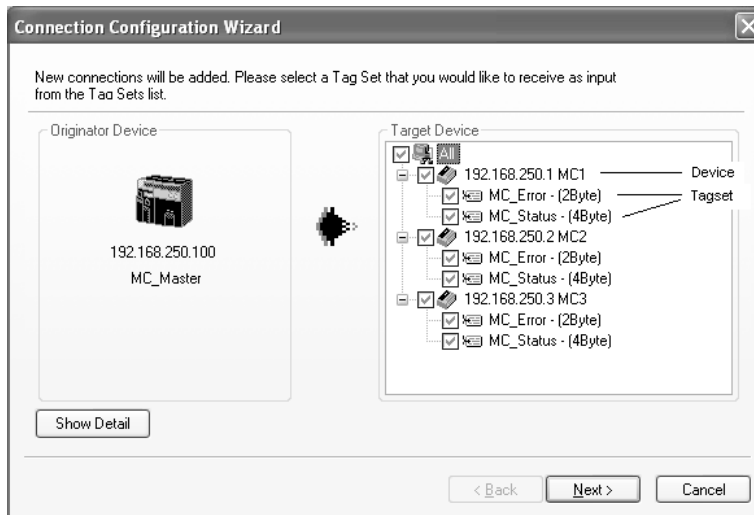 Connection Configuration Wizard
New connections will be added. Please select a Tag Set that you would like to receive as input
from the Tag Sets list.
Originator Device
192.168.250.100
MC_Master
Target Device
All
192.168.250.1 MC1
Device
MC_Error - (2Byte)
Tagset
MC_Status - (4Byte)
192.168.250.2 MC2
MC_Error - (2Byte)
MC_Status - (4Byte)
192.168.250.3 MC3
MC_Error - (2Byte)
MC_Status - (4Byte)
Show Detail
< Back
Next >
Cancel